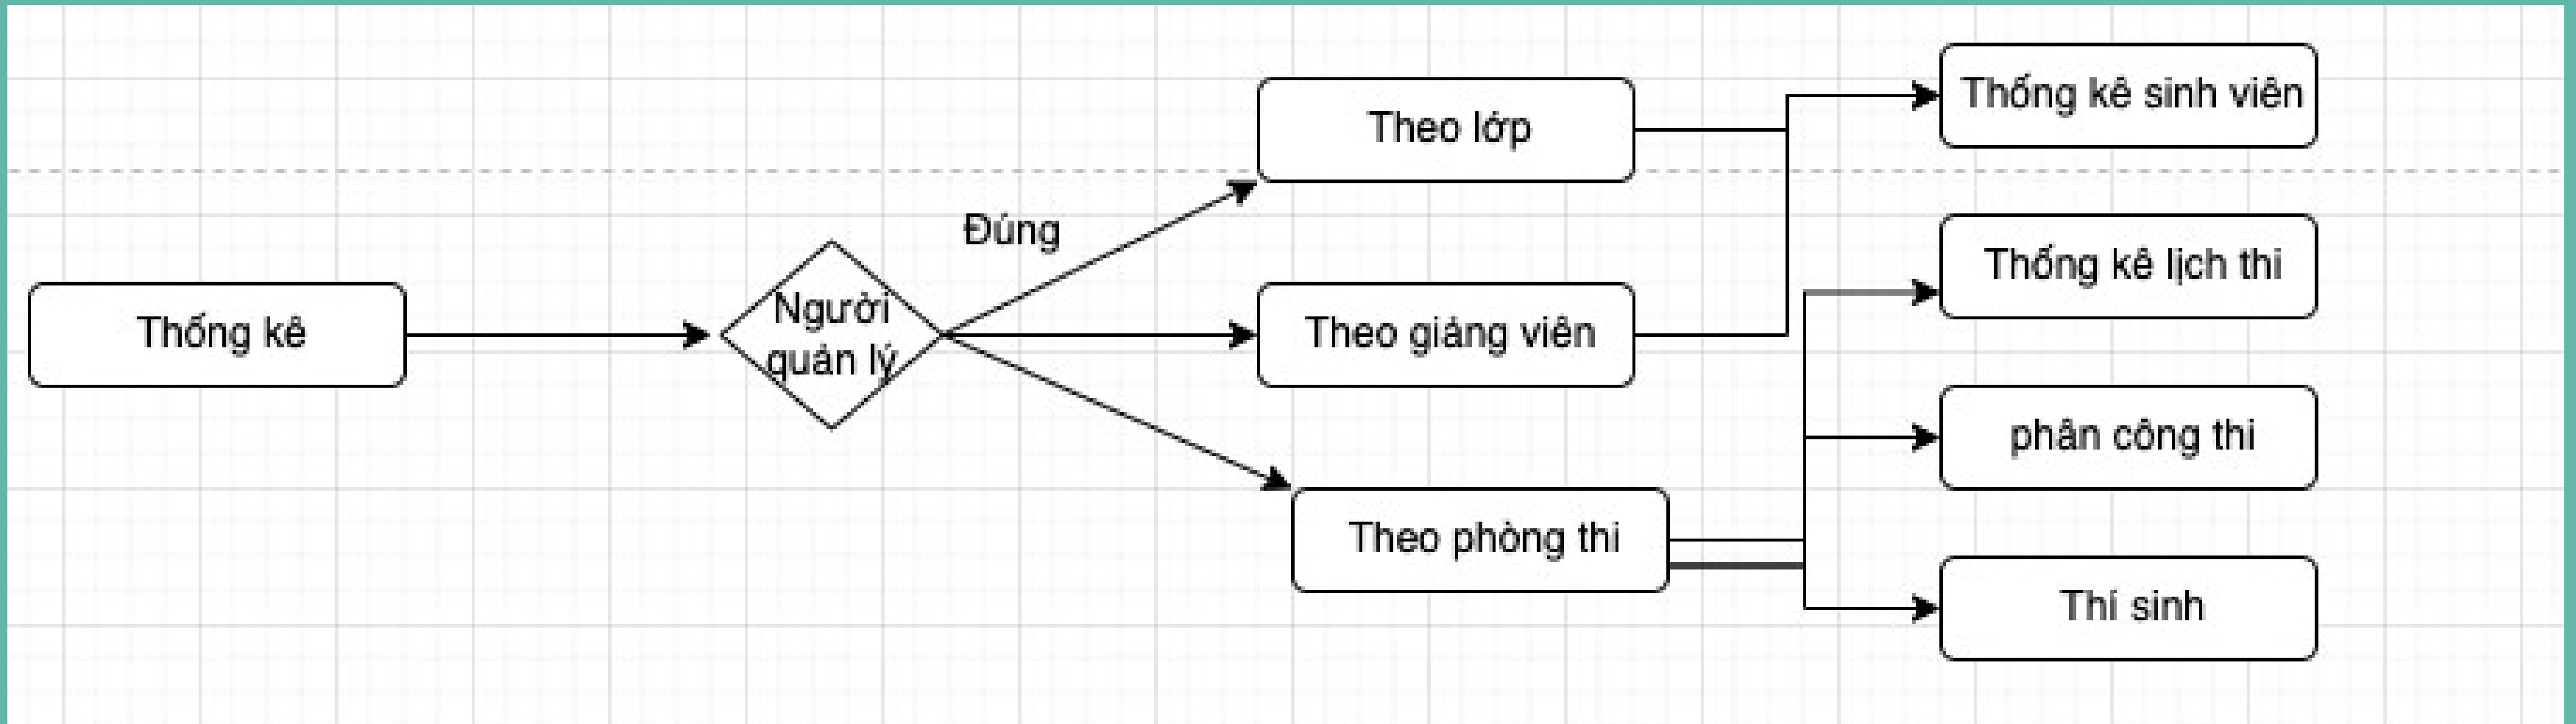 Thống kê
Người
quản lý
Đúng
Theo lớp
Theo giảng viên
Theo phòng thi
Thống kê sinh viên
Thống kê lịch thi
phân công thi
Thí sinh